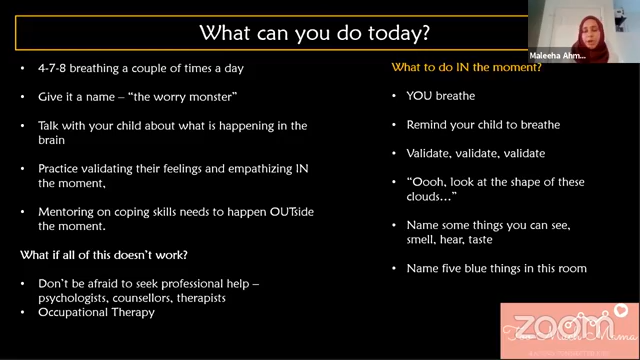 What can you do today?
Maleeha Ahm...
• 4-7-8 breathing a couple of times a day
• Give it a name – “the worry monster”
• Talk with your child about what is happening in the
brain
• Practice validating their feelings and empathizing IN
the moment,
• Mentoring on coping skills needs to happen OUTside
the moment.
What if all of this doesn’t work?
• Don’t be afraid to seek professional help –
psychologists, counsellors, therapists
• Occupational Therapy
What to do IN the moment?
• YOU breathe
• Remind your child to breathe
• Validate, validate, validate
• “Oooh, look at the shape of these
clouds…”
• Name some things you can see,
smell, hear, taste
• Name five blue things in this room
zoom
Mama